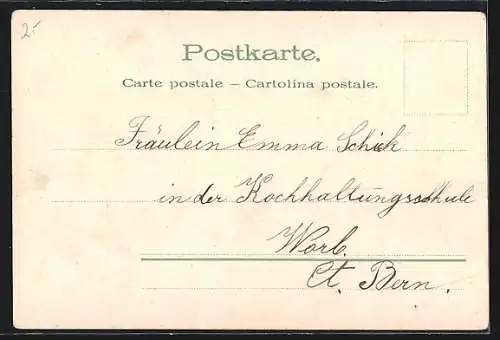 2.-
Postkarte.
Carte postale – Cartolina postale.
Fräulein Emma Schick
in der Kochhaltungsschule
Worb.
Ct. Bern.